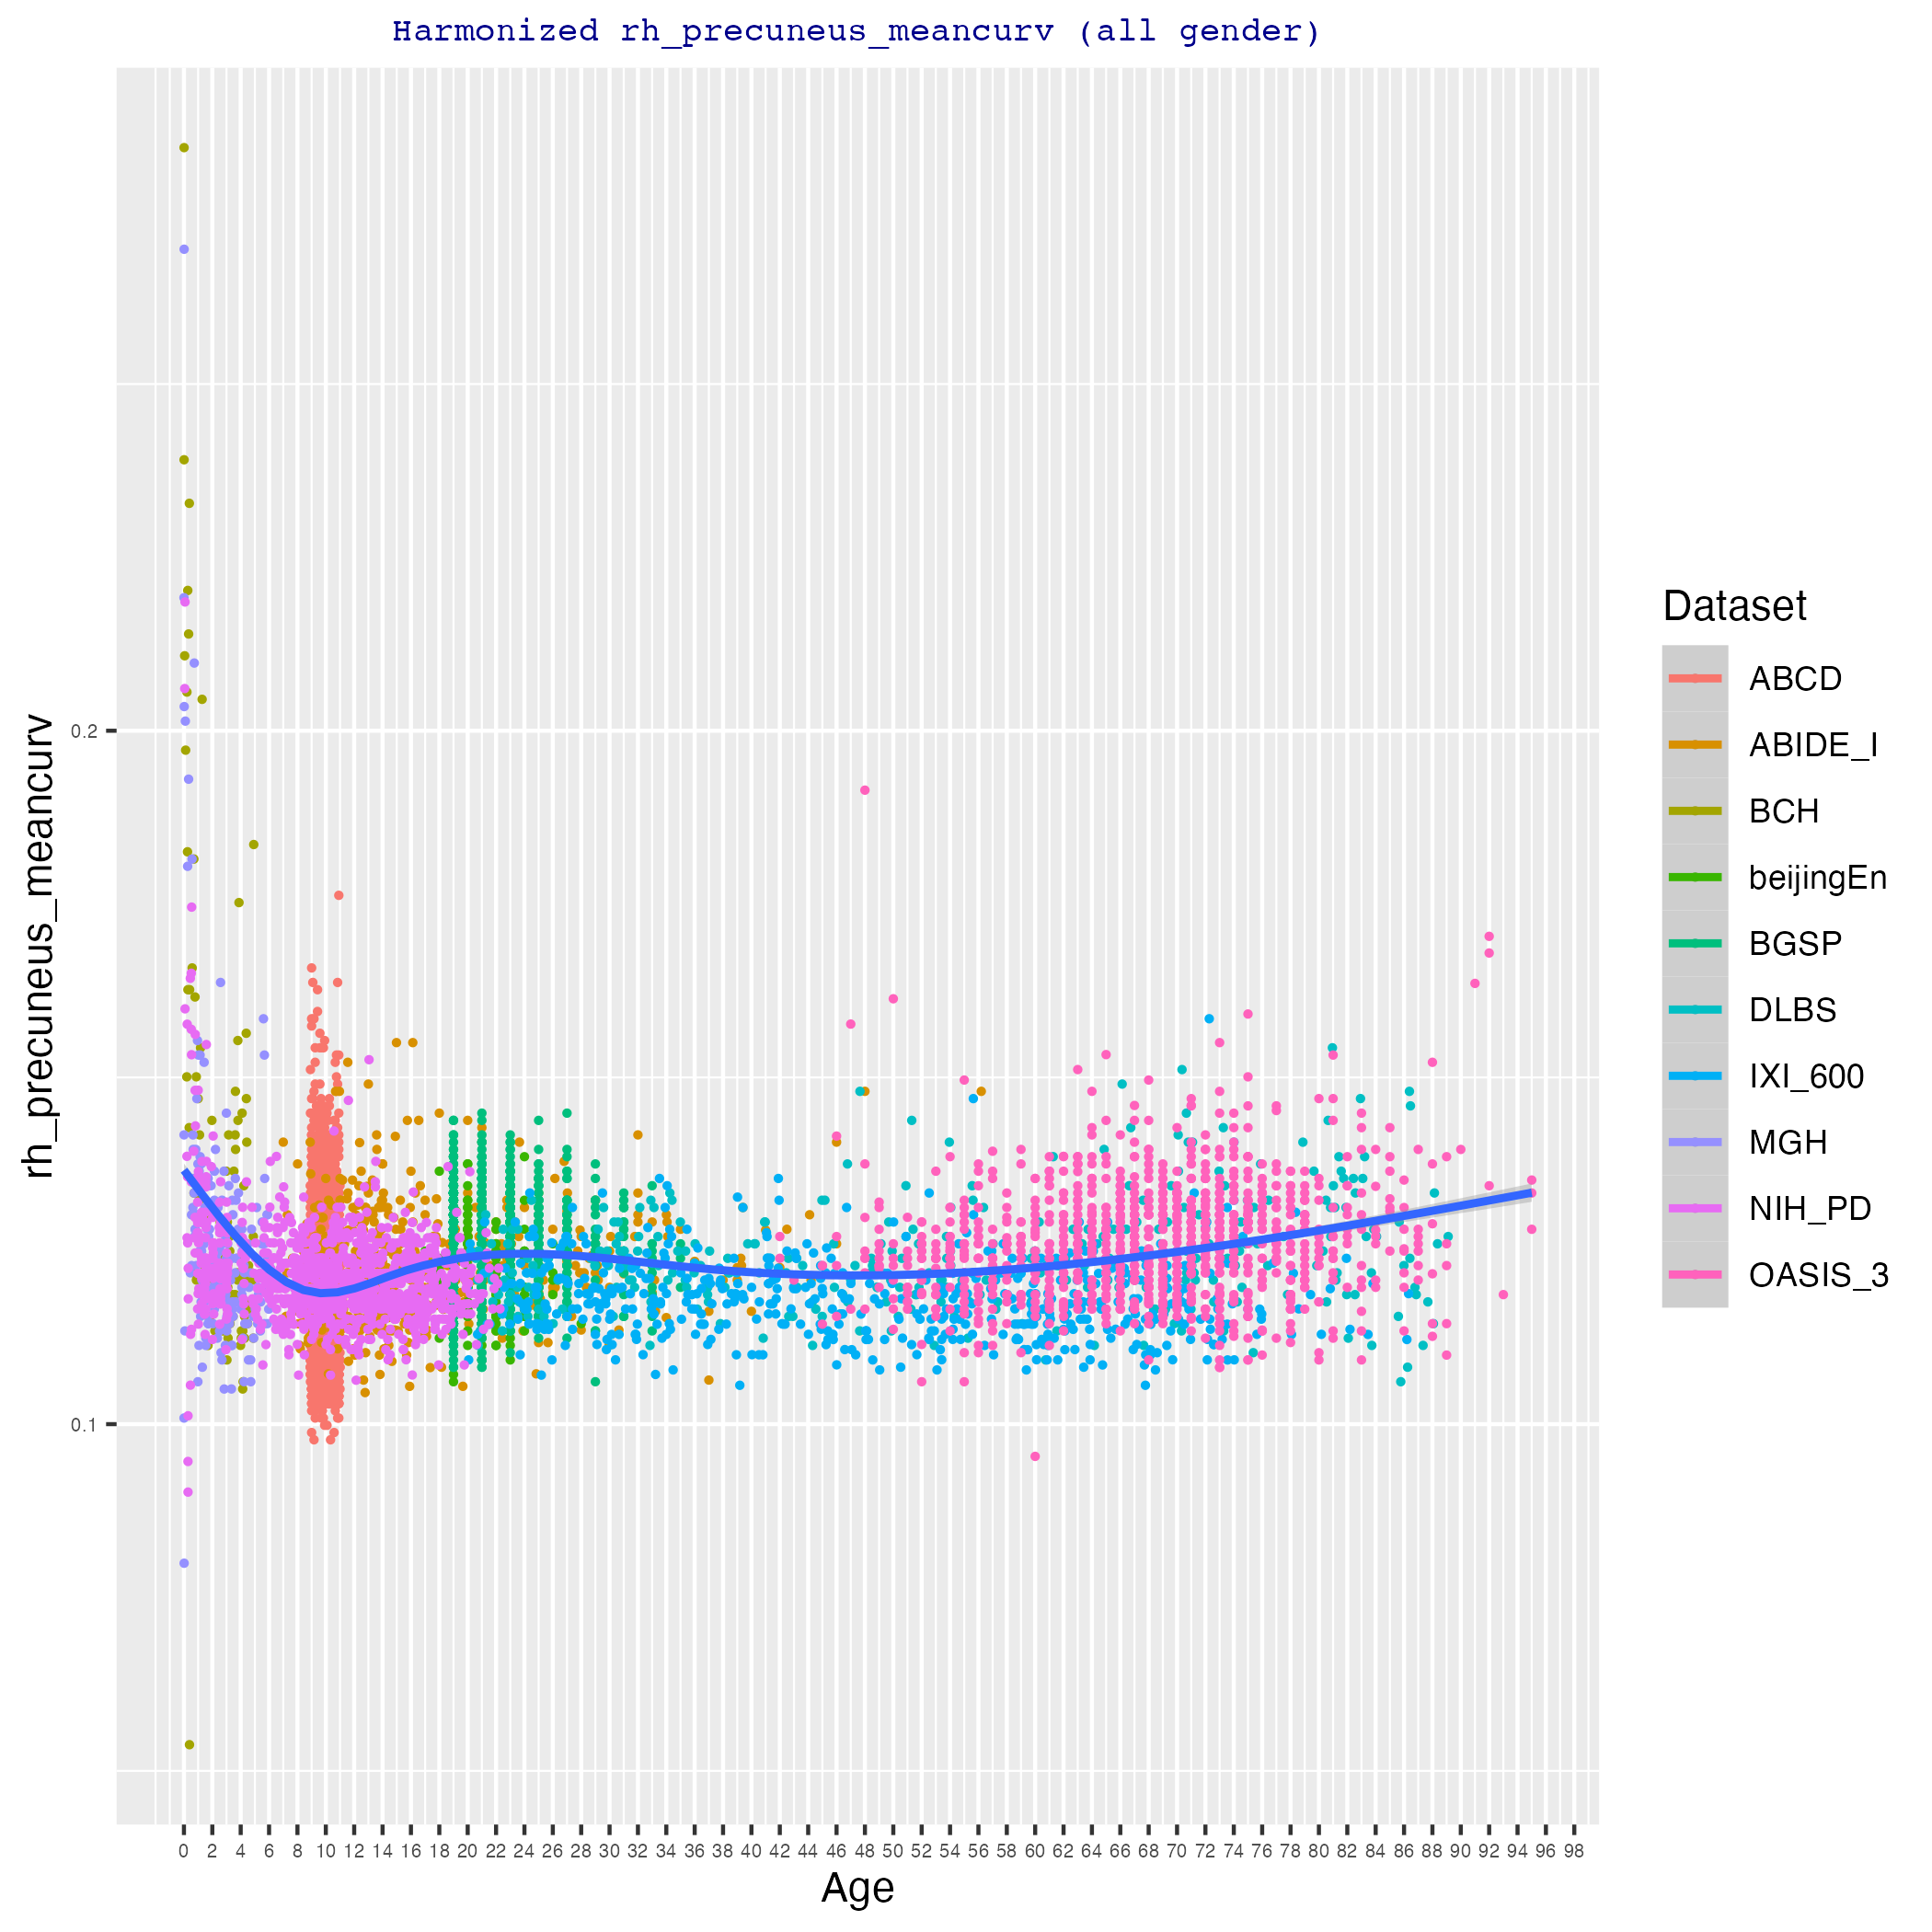 Harmonized rh_precuneus_meancurv (all gender)
rh_precuneus_meancurv
0.2
0.1
0 2 4 6 8 10 12 14 16 18 20 22 24 26 28 30 32 34 36 38 40 42 44 46 48 50 52 54 56 58 60 62 64 66 68 70 72 74 76 78 80 82 84 86 88 90 92 94 96 98
Age
Dataset
ABCD
ABIDE_I
BCH
beijingEn
BGSP
DLBS
IXI_600
MGH
NIH_PD
OASIS_3